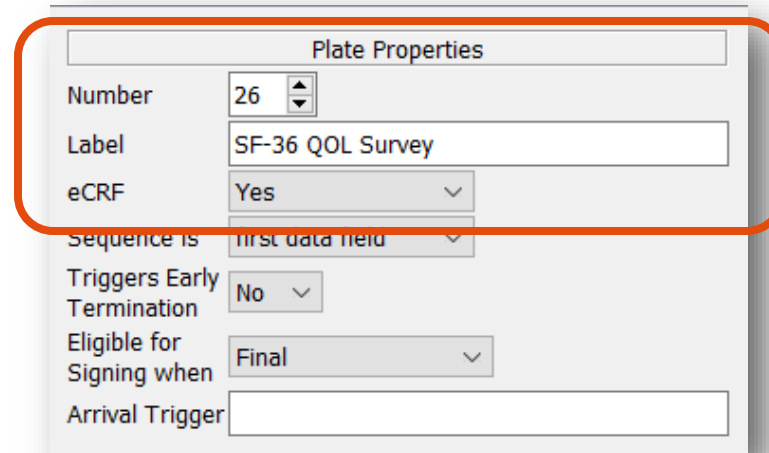 Plate Properties
Number 26
Label SF-36 QOL Survey
eCRF Yes
Sequence is first data field
Triggers Early
Termination No
Eligible for
Signing when Final
Arrival Trigger